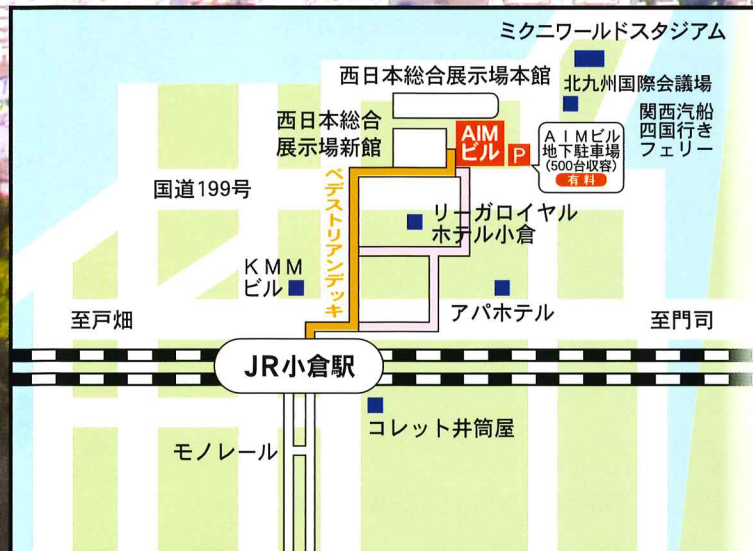 ミクニワールドスタジアム
西日本総合展示場本館
北九州国際会議場
関西汽船
四国行き
フェリー
西日本総合
展示場新館
AIM
ビル
P
AIMビル
地下駐車場
(500台収容)
有料
国道199号
ペデストリアンデッキ
リーガロイヤル
ホテル小倉
KMM
ビル
アパホテル
至戸畑
至門司
JR小倉駅
コレット井筒屋
モノレール